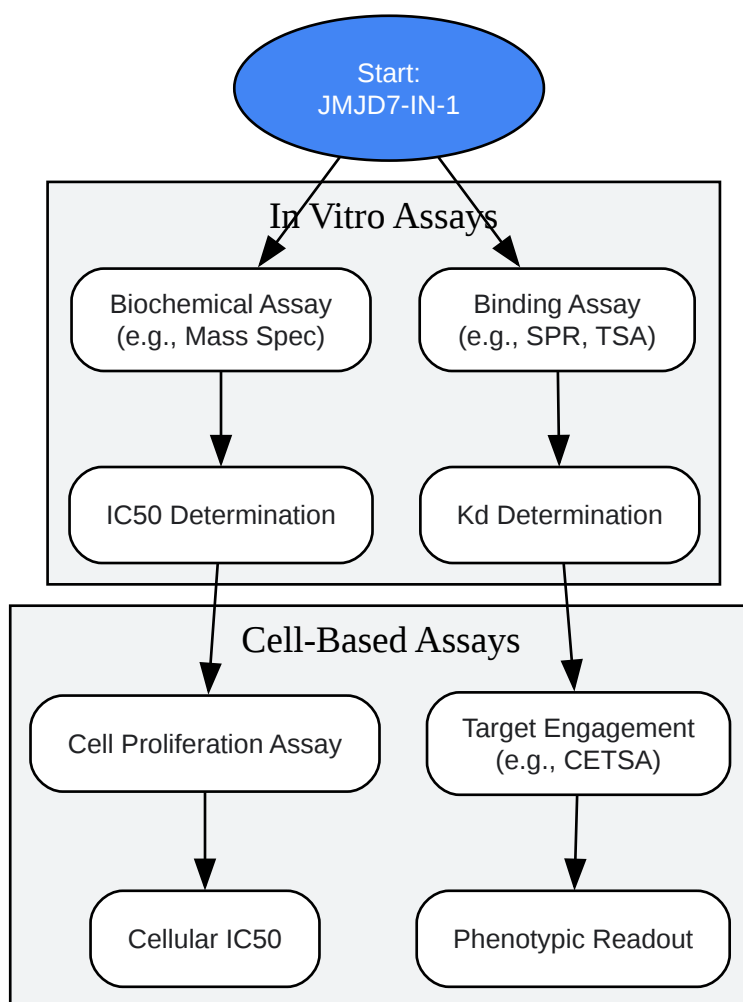 Start:
JMJD7-IN-1
In Vitro Assays
Biochemical Assay
(e.g., Mass Spec)
Binding Assay
(e.g., SPR, TSA)
IC50 Determination
Kd Determination
Cell-Based Assays
Cell Proliferation Assay
Target Engagement
(e.g., CETSA)
Cellular IC50
Phenotypic Readout